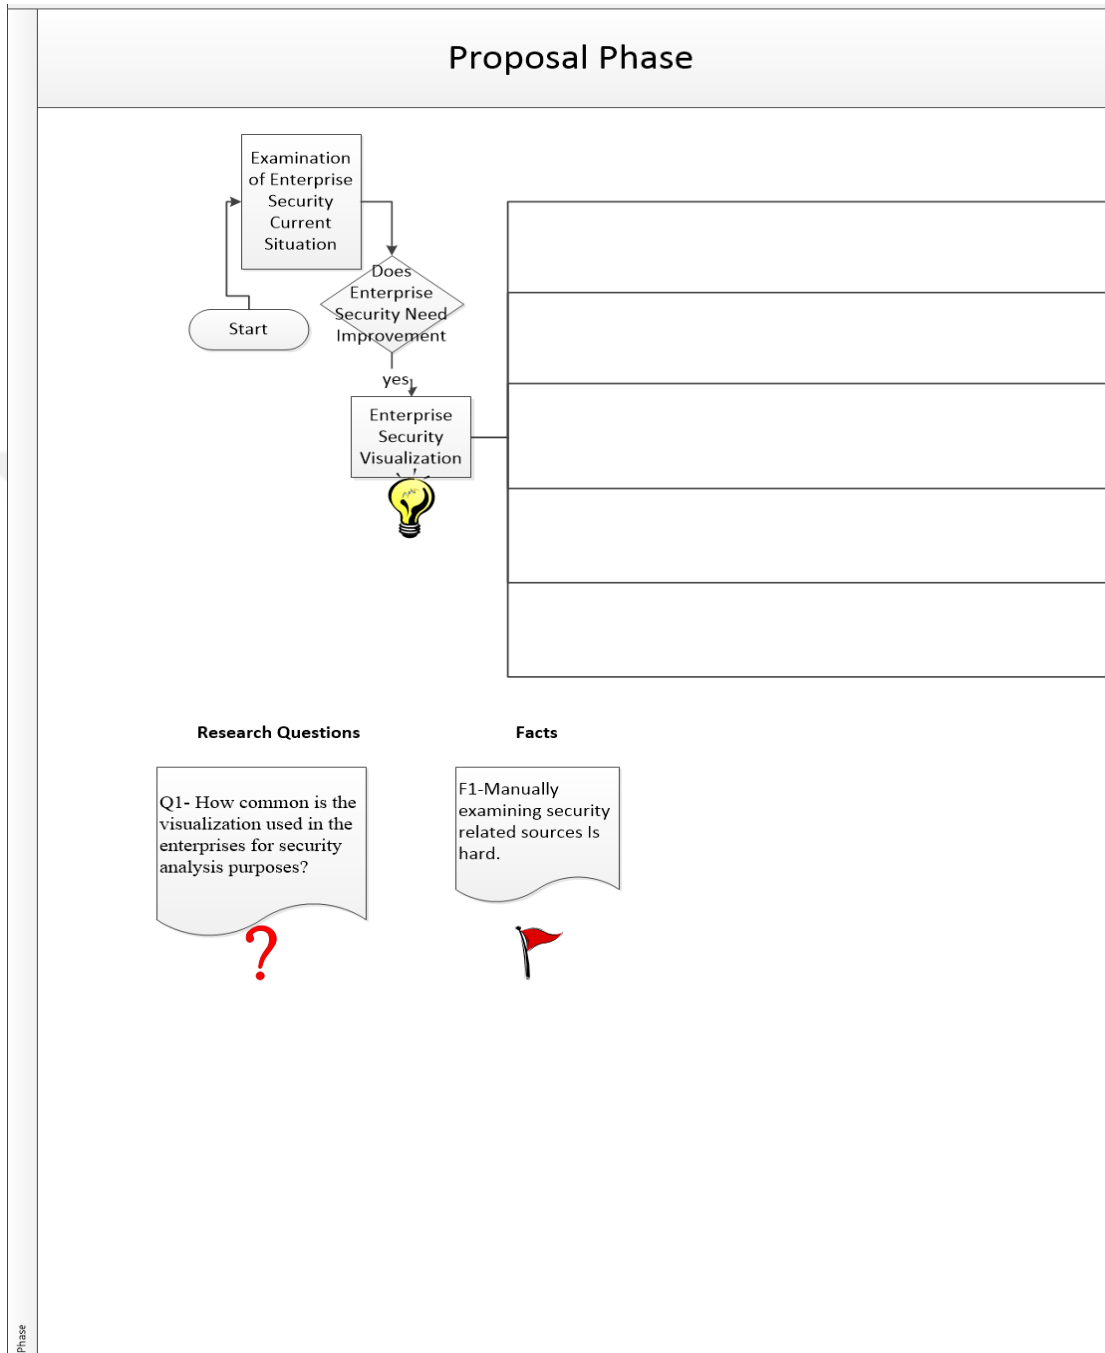 Proposal Phase
Examination
of Enterprise
Security
Current
Situation
Does
Enterprise
Security Need
Improvement
Start
yes
Enterprise
Security
Visualization
Research Questions
Facts
Q1- How common is the
visualization used in the
enterprises for security
analysis purposes?
F1-Manually
examining security
related sources Is
hard.
?
Phase